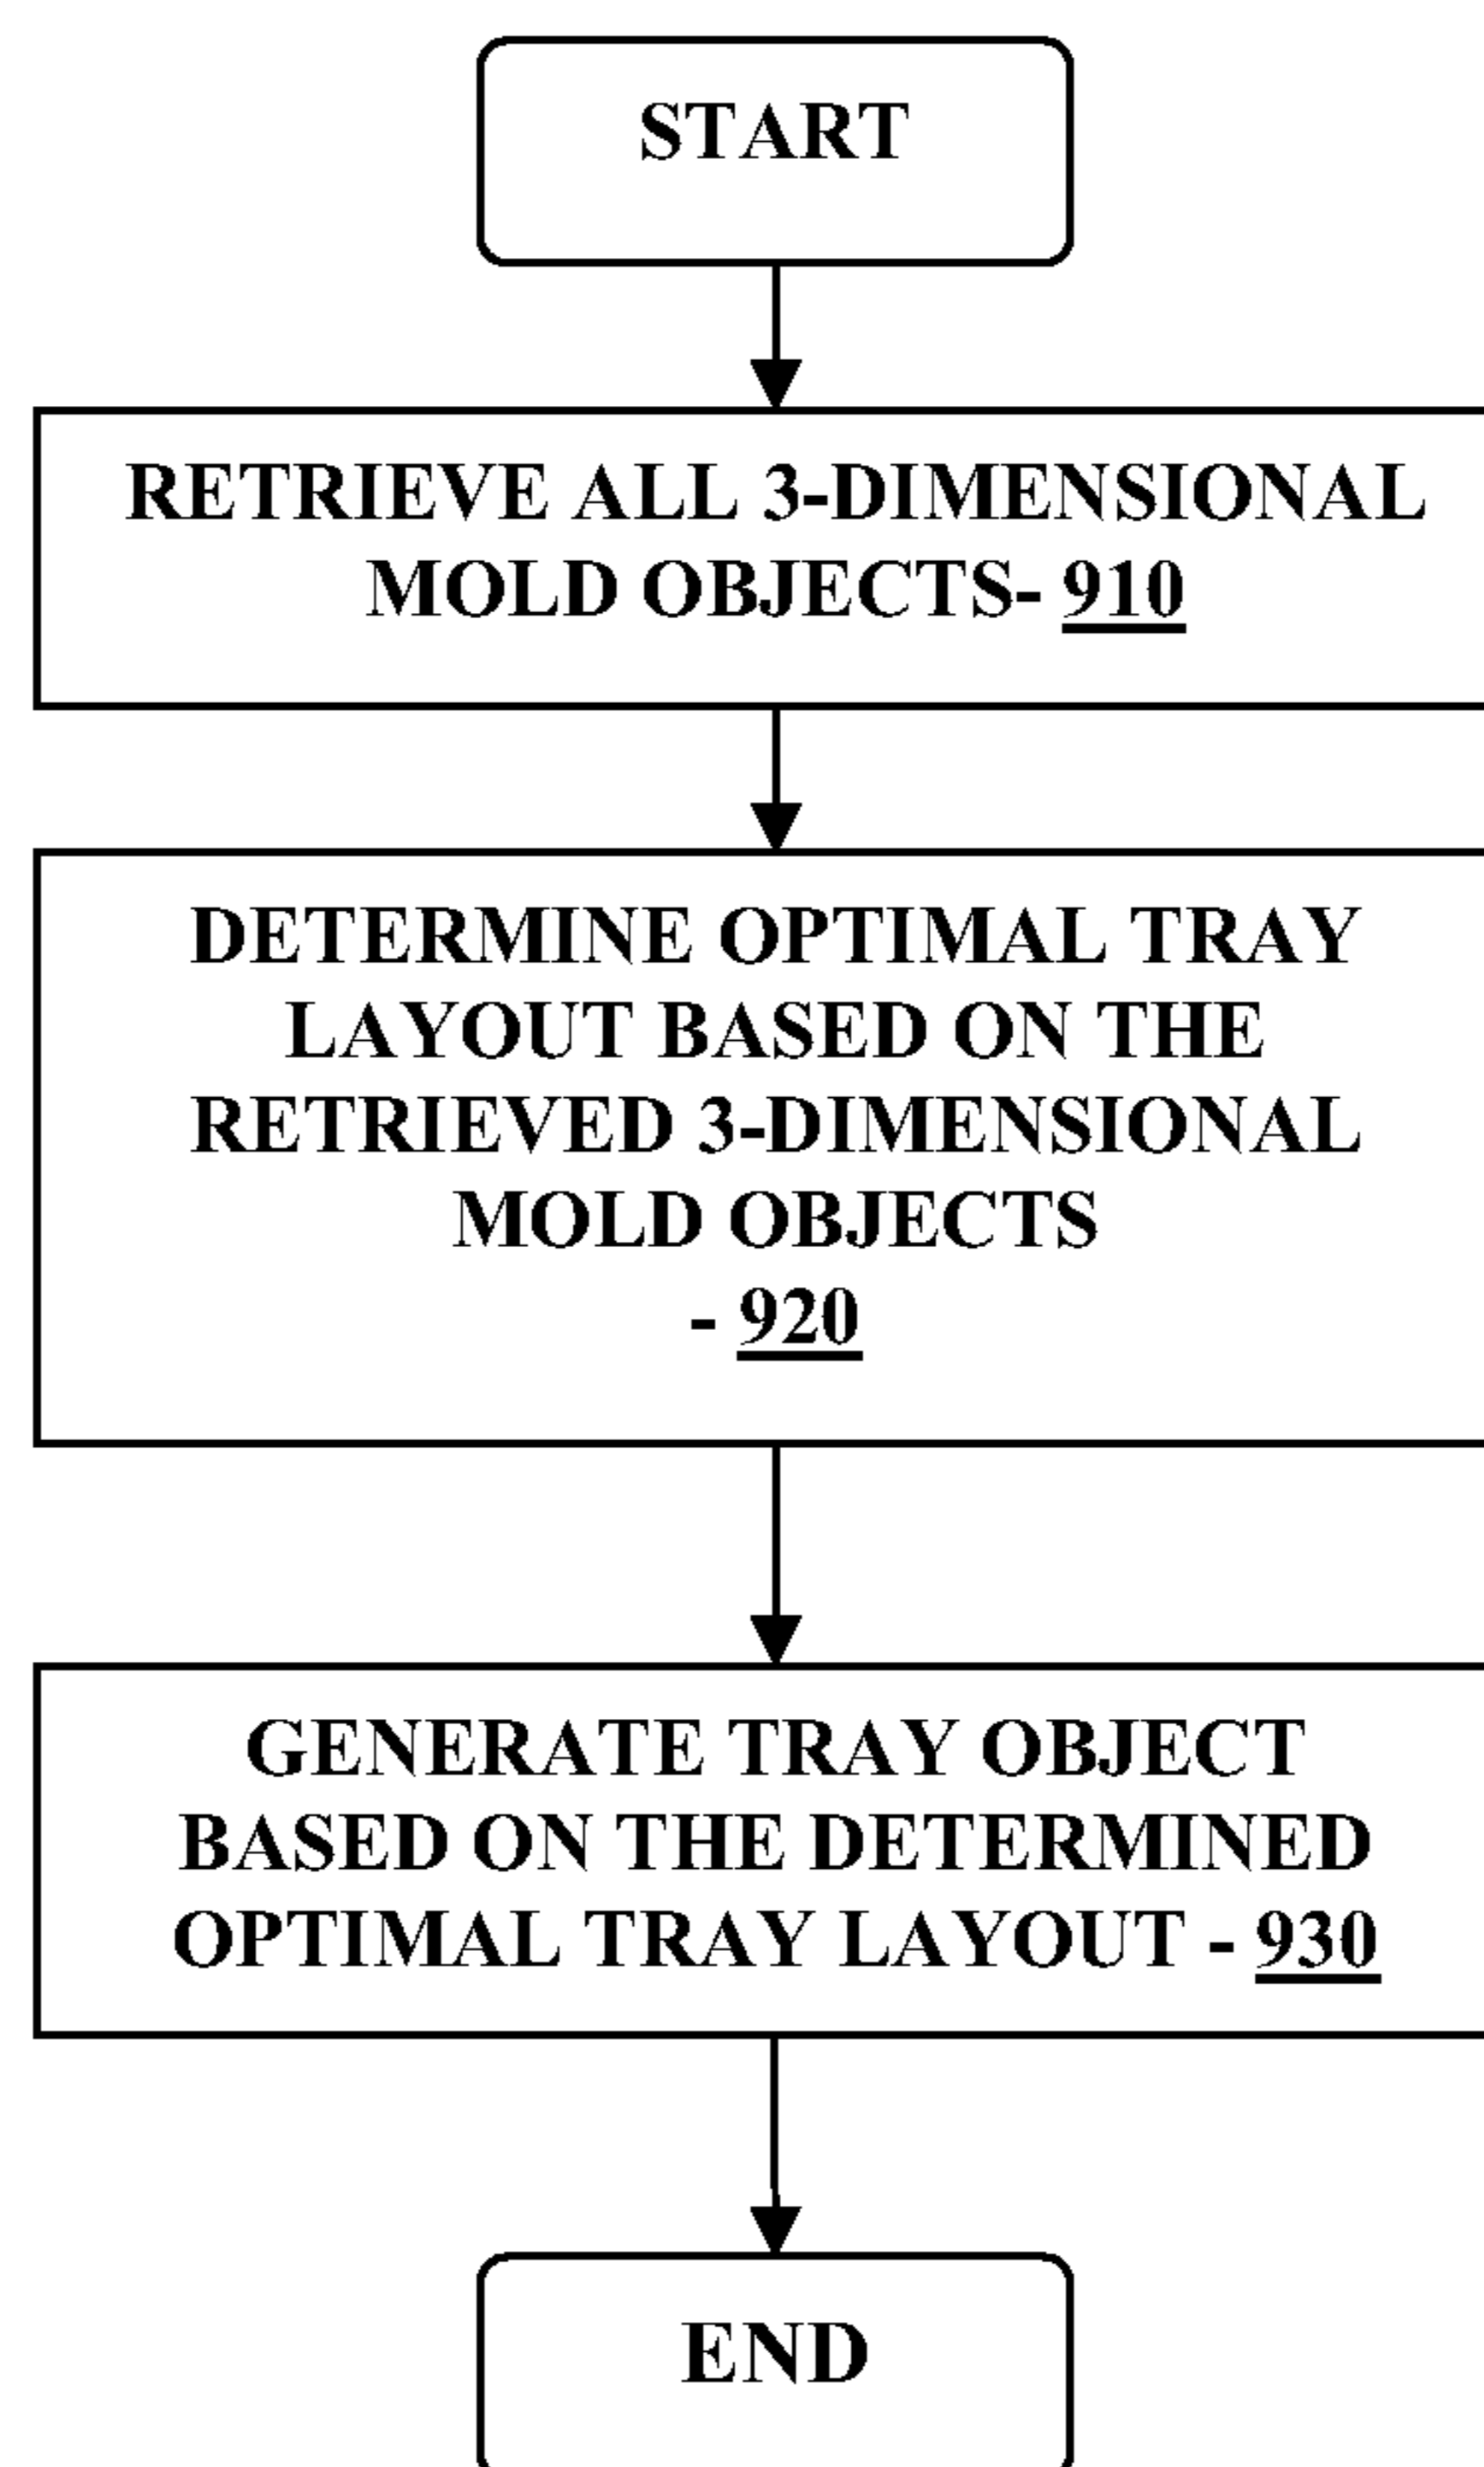 START
RETRIEVE ALL 3-DIMENSIONAL
MOLD OBJECTS- 910
DETERMINE OPTIMAL TRAY
LAYOUT BASED ON THE
RETRIEVED 3-DIMENSIONAL
MOLD OBJECTS
- 920
GENERATE TRAY OBJECT
BASED ON THE DETERMINED
OPTIMAL TRAY LAYOUT - 930
END